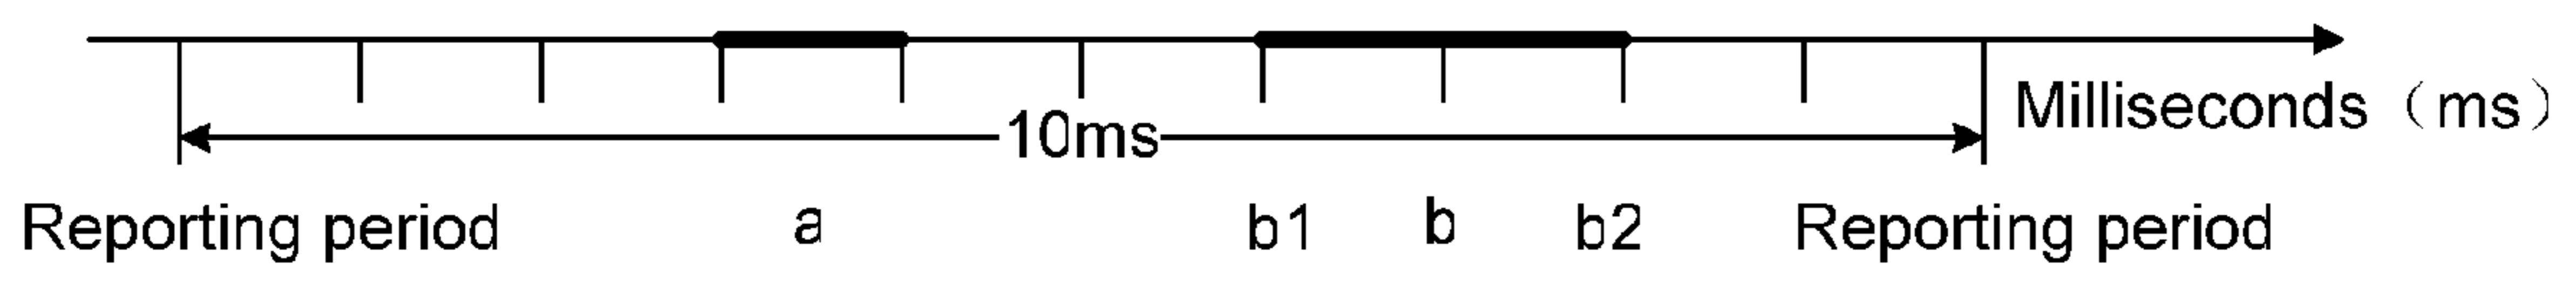 Milliseconds（ms）
10ms
Reporting period a b1 b b2 Reporting period